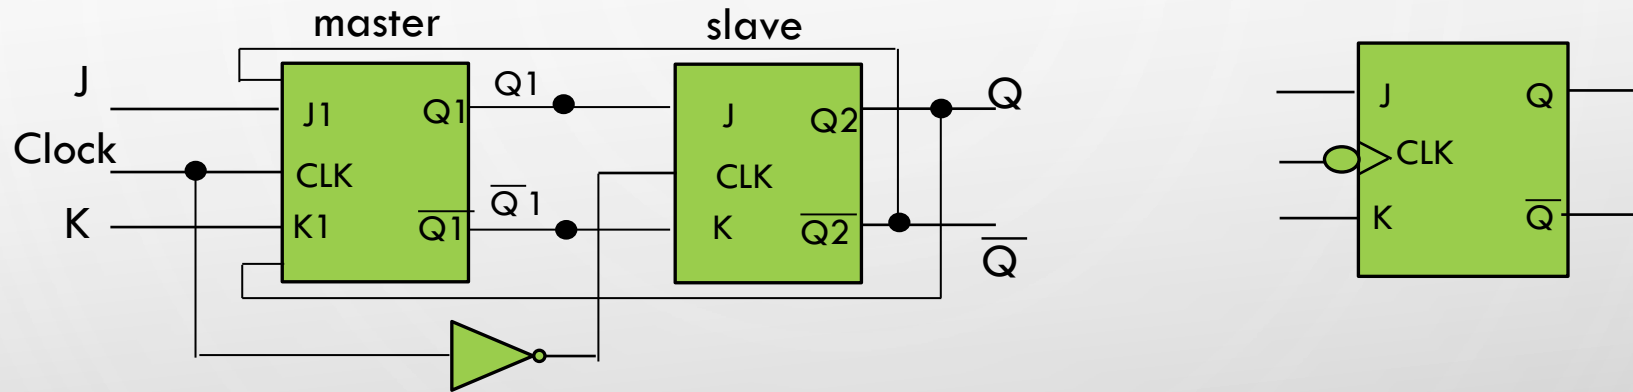 master
slave
J
Clock
K
J1
CLK
K1
Q1
Q̅1̅
Q1
Q̅1
J
CLK
K
Q2
Q̅2̅
Q
Q̅
J
CLK
K
Q
Q̅